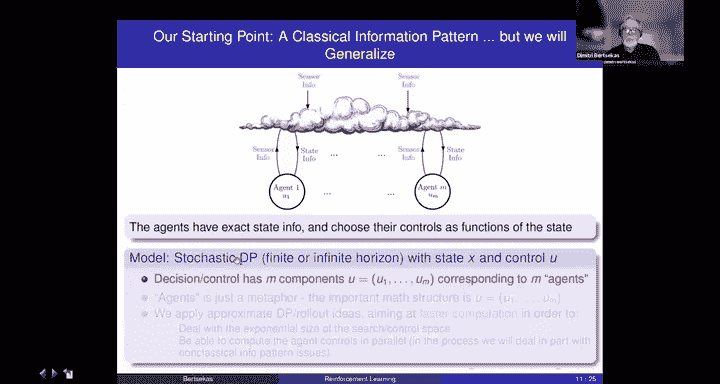 Our Starting Point: A Classical Information Pattern ... but we will
Generalize
Dimitri Bertsekas
Sensor
Info
Sensor
Info
Sensor
Info
State
Info
...
...
Sensor
Info
State
Info
Agent 1
u1
...
...
Agent m
um
The agents have exact state info, and choose their controls as functions of the state
Model: Stochastic DP (finite or infinite horizon) with state x and control u
Decision/control has m components u = (u1, . . . , um) corresponding to m "agents"
"Agents" is just a metaphor - the important math structure is u = (u1, . . . um)
We apply approximate DP/rollout ideas, aiming at faster computation in order to:
Deal with the exponential size of the search/control space
Be able to compute the agent controls in parallel (in the process we will deal in part with
nonclassical info pattern issues)
Bertsekas
Reinforcement Learning
11 / 25